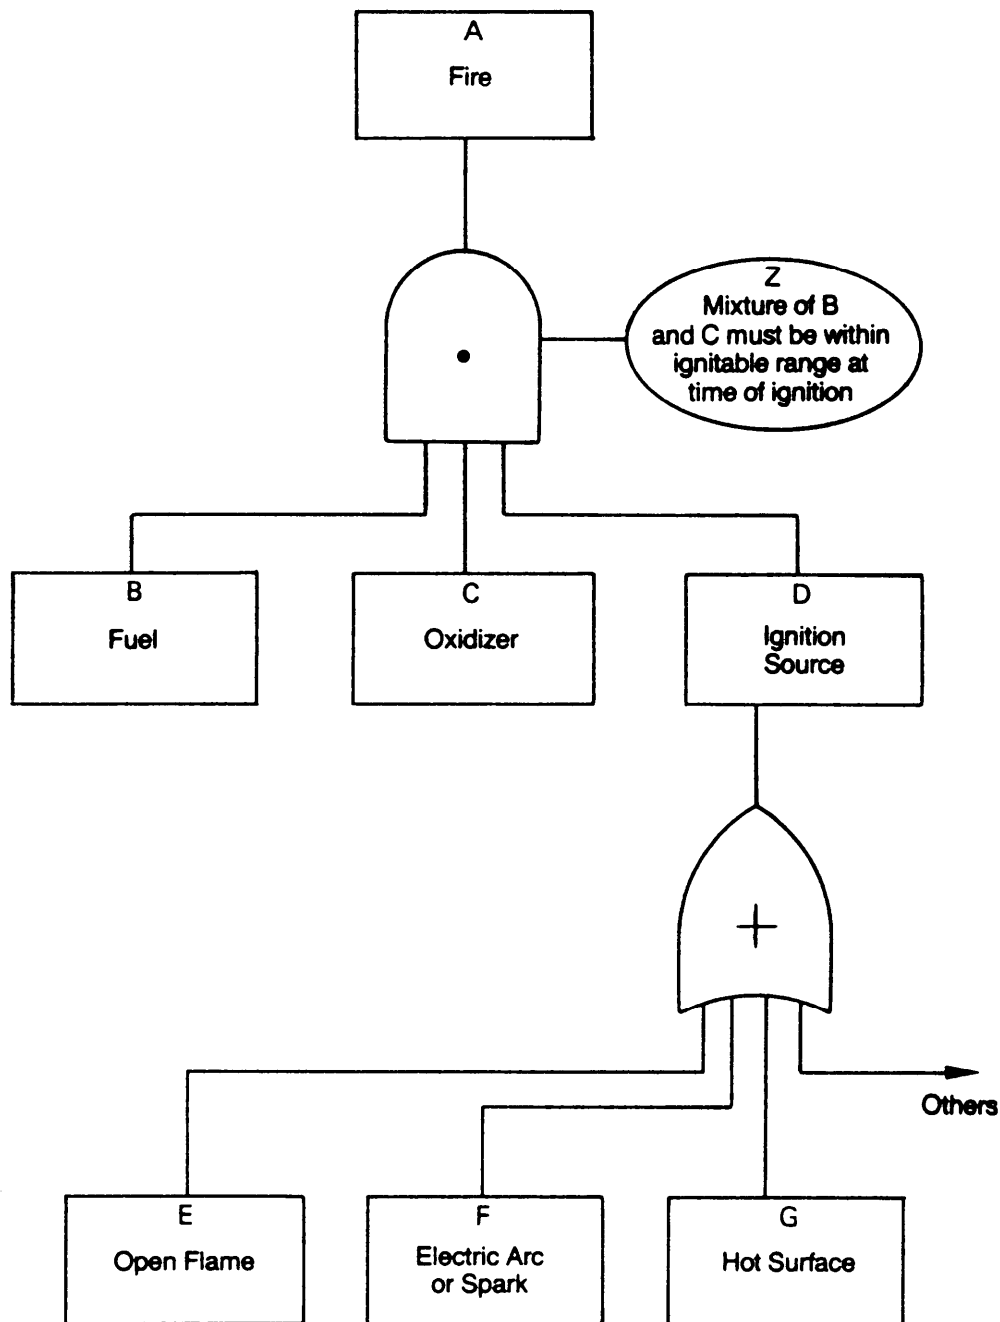 A
Fire
Z
Mixture of B
and C must be within
ignitable range at
time of ignition
B
Fuel
C
Oxidizer
D
Ignition
Source
+
Others
E
Open Flame
F
Electric Arc
or Spark
G
Hot Surface